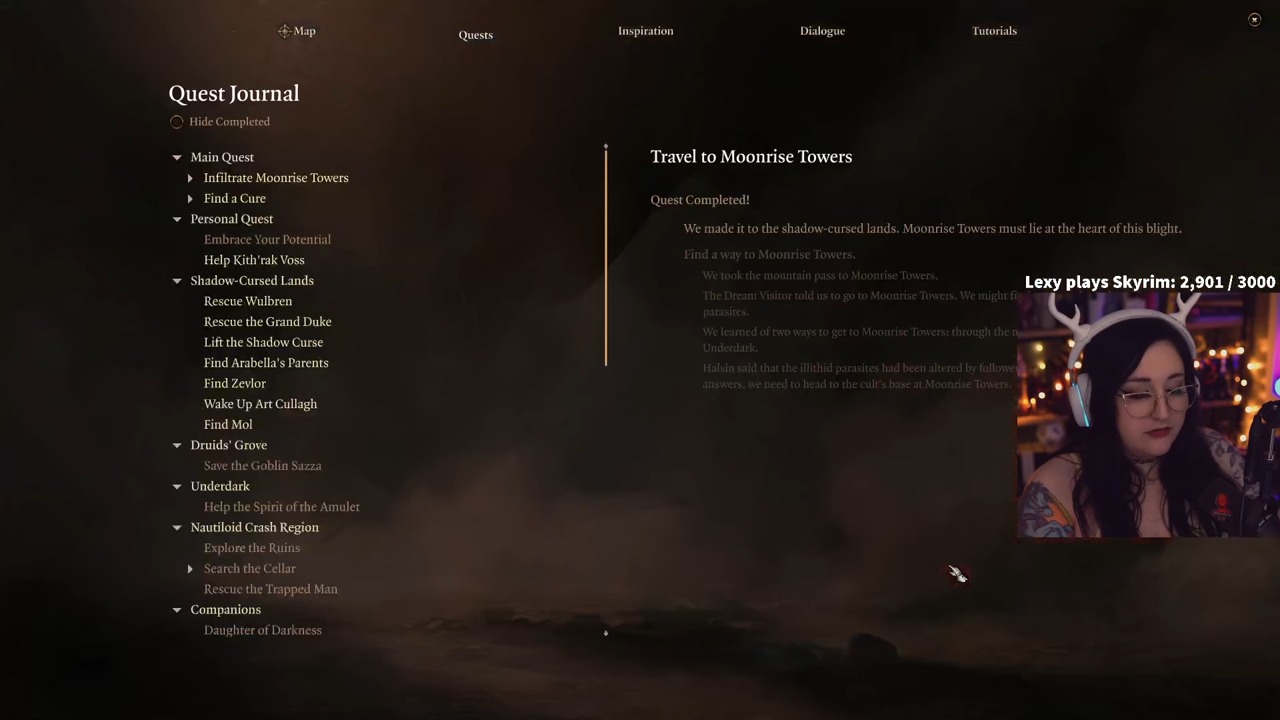 Map
Quests
Inspiration
Dialogue
Tutorials
Quest Journal
Hide Completed
Main Quest
Infiltrate Moonrise Towers
Find a Cure
Personal Quest
Embrace Your Potential
Help Kith'rak Voss
Shadow-Cursed Lands
Rescue Wulbren
Rescue the Grand Duke
Lift the Shadow Curse
Find Arabella's Parents
Find Zevlor
Wake Up Art Cullagh
Find Mol
Druids' Grove
Save the Goblin Sazza
Underdark
Help the Spirit of the Amulet
Nautiloid Crash Region
Explore the Ruins
Search the Cellar
Rescue the Trapped Man
Companions
Daughter of Darkness
Travel to Moonrise Towers
Quest Completed!
We made it to the shadow-cursed lands. Moonrise Towers must lie at the heart of this blight.
Find a way to Moonrise Towers.
We took the mountain pass to Moonrise Towers.
The Dream Visitor told us to go to Moonrise Towers. We might
parasites.
We learned of two ways to get to Moonrise Towers: through the
Underdark.
Halsin said that the illithid parasites had been altered by
answers, we need to head to the cult's base at Moonrise Towers.
Lexy plays Skyrim: 2,901 / 3000